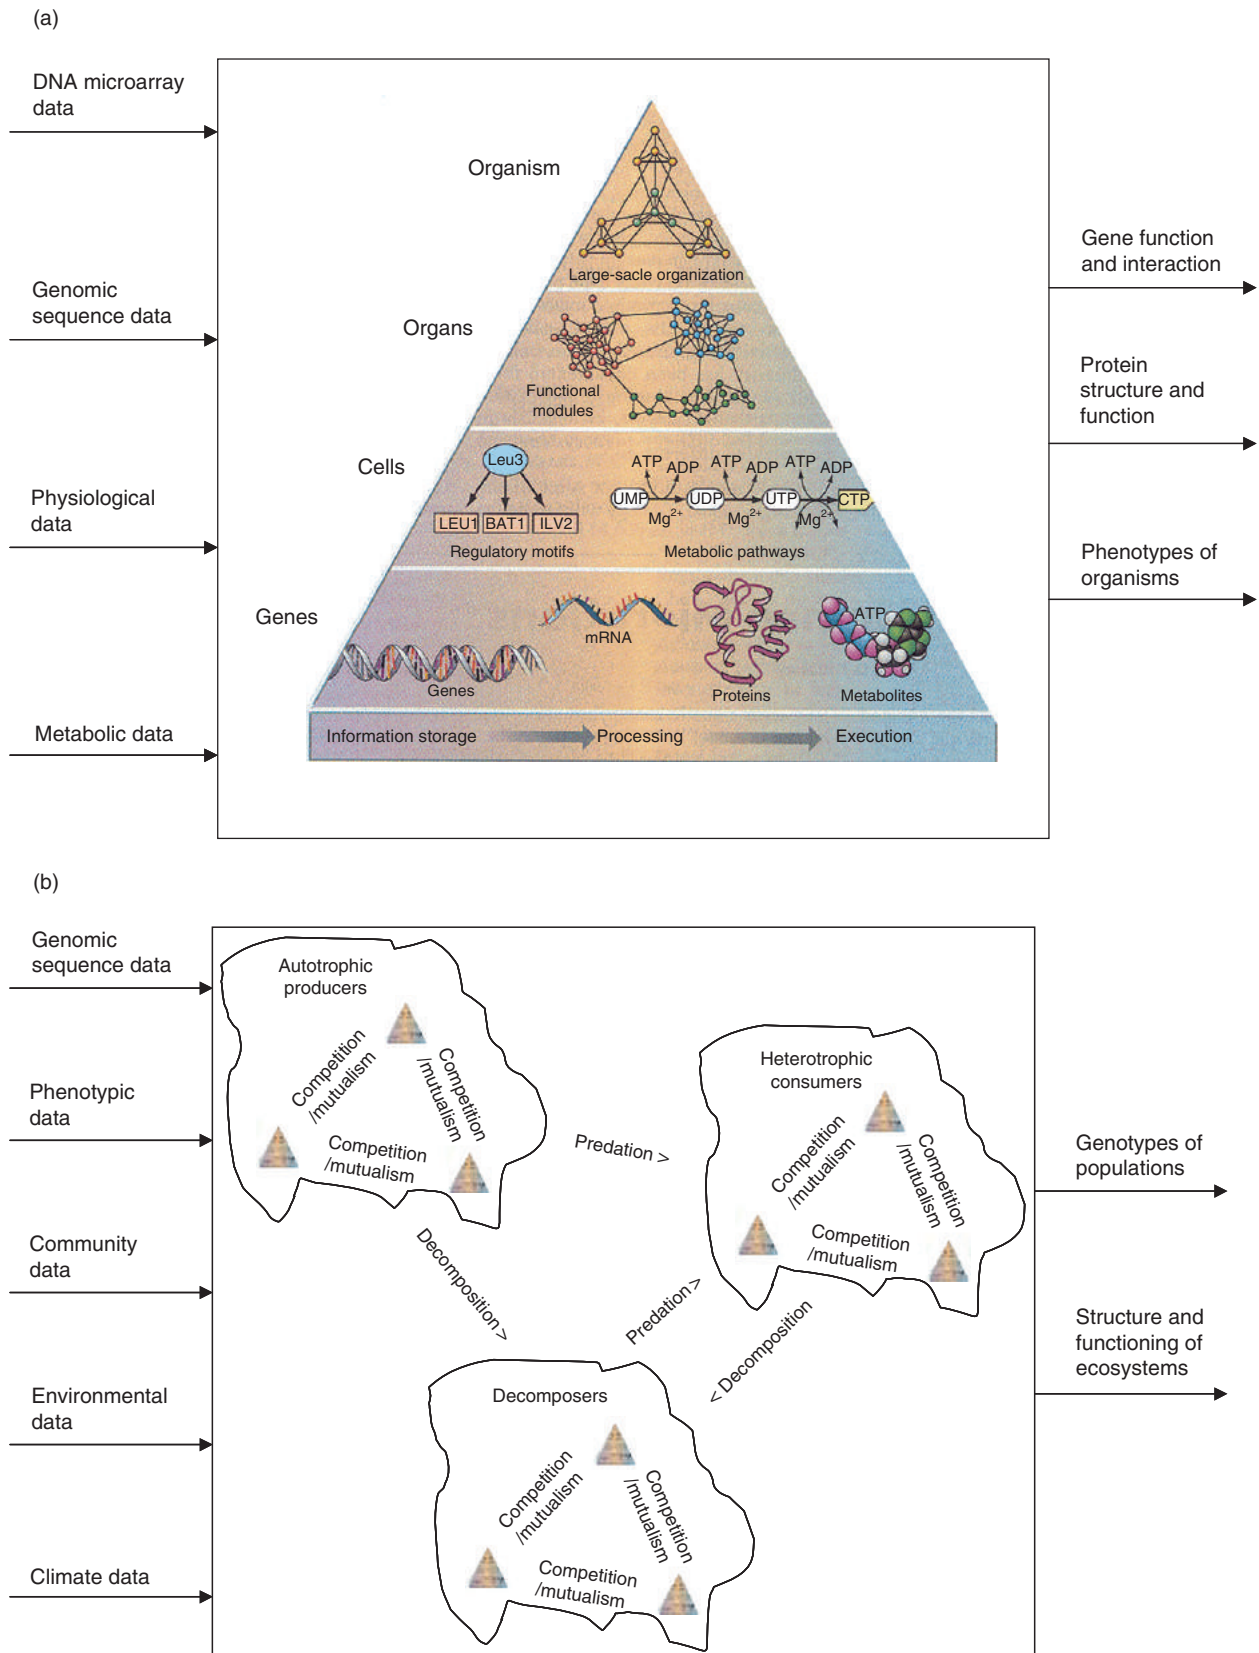 (a)
DNA microarray
data
Genomic
sequence data
Physiological
data
Metabolic data
Organism
Large-sacle organization
Organs
Functional
modules
Cells
Leu3
LEU1 BAT1 ILV2
Regulatory motifs
ATP ADP ATP ADP ATP ADP
UMP UDP UTP CTP
Mg2+ Mg2+ Mg2+
Metabolic pathways
Genes
mRNA
ATP
Genes
Proteins
Metabolites
Information storage Processing Execution
Gene function
and interaction
Protein
structure and
function
Phenotypes of
organisms
(b)
Genomic
sequence data
Phenotypic
data
Community
data
Environmental
data
Climate data
Autotrophic
producers
Competition
/mutualism
Competition
/mutualism
Competition
/mutualism
Predation >
Heterotrophic
consumers
Competition
/mutualism
Competition
/mutualism
Competition
/mutualism
Decomposition >
Predation >
< Decomposition
Decomposers
Competition
/mutualism
Competition
/mutualism
Competition
/mutualism
Genotypes of
populations
Structure and
functioning of
ecosystems